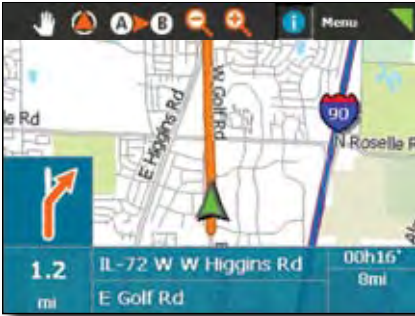 A B i Menu
le Rd
E Higgins Rd
W Golf Rd
90
N Roselle R
1.2
mi
IL-72 W W Higgins Rd
E Golf Rd
00h16'
8mi